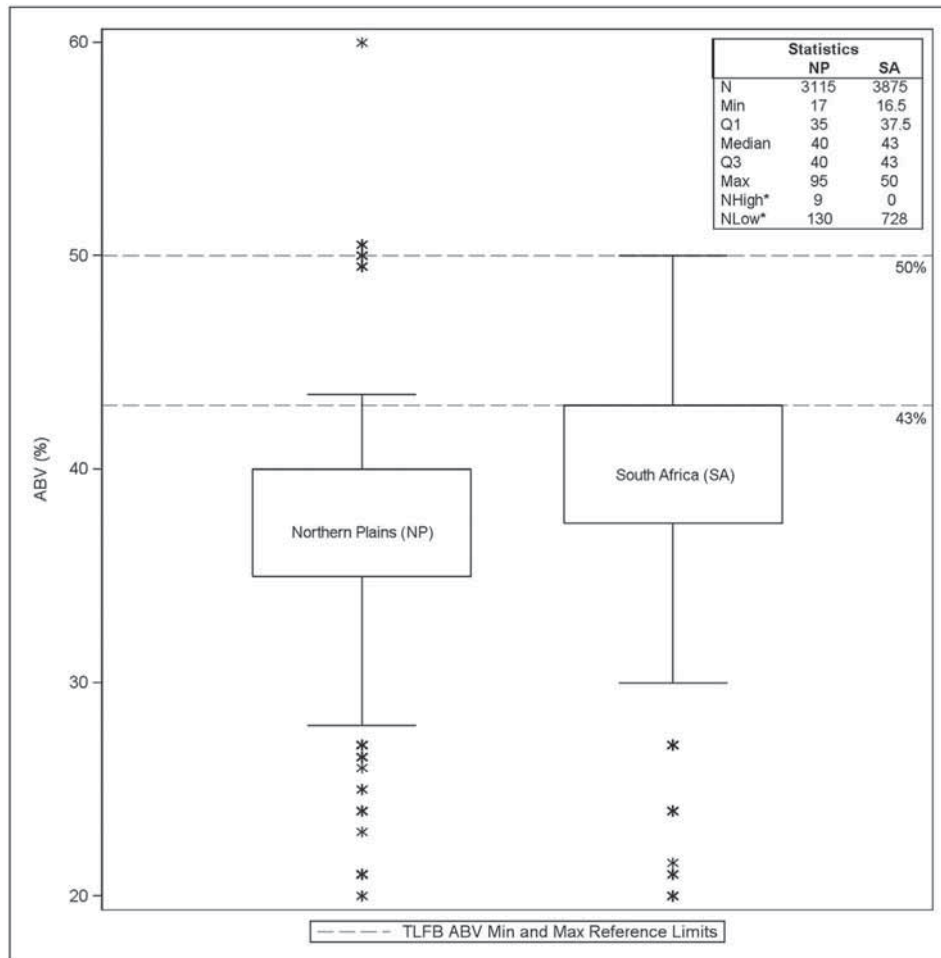 60
50
40
30
20
ABV (%)
Statistics
NP SA
N 3115 3875
Min 17 16.5
Q1 35 37.5
Median 40 43
Q3 40 43
Max 95 50
NHigh* 9 0
NLow* 130 728
50%
43%
South Africa (SA)
Northern Plains (NP)
TLFB ABV Min and Max Reference Limits